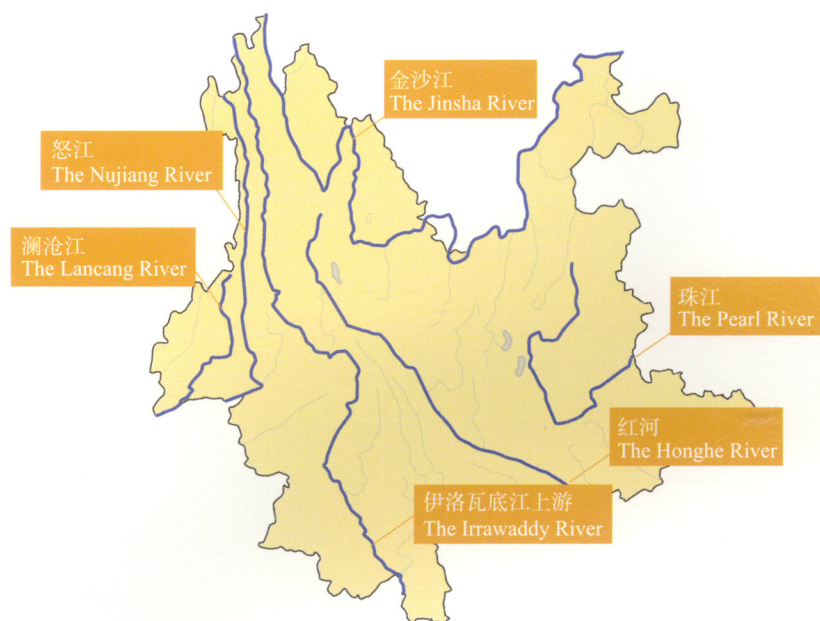 金沙江
The Jinsha River
怒江
The Nujiang River
澜沧江
The Lancang River
珠江
The Pearl River
红河
The Honghe River
伊洛瓦底江上游
The Irrawaddy River